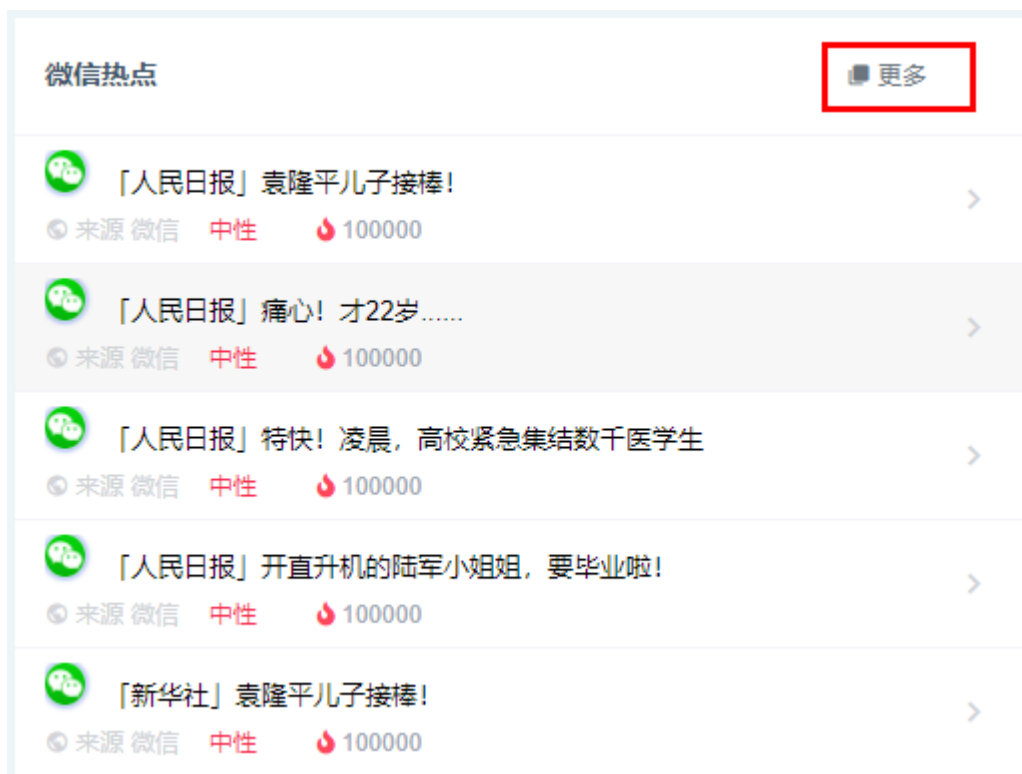 微信热点
更多
「人民日报」袁隆平儿子接棒！
来源 微信 中性 100000
「人民日报」痛心！才22岁……
来源 微信 中性 100000
「人民日报」特快！凌晨，高校紧急集结数千医学生
来源 微信 中性 100000
「人民日报」开直升机的陆军小姐姐，要毕业啦！
来源 微信 中性 100000
「新华社」袁隆平儿子接棒！
来源 微信 中性 100000